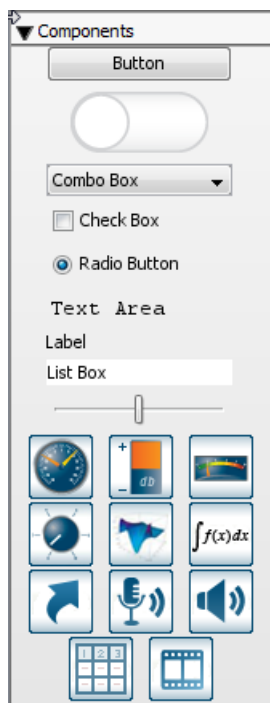 Components
Button
Combo Box
Check Box
Radio Button
Text Area
Label
List Box
+
db
−
∫f(x)dx
1 2 3